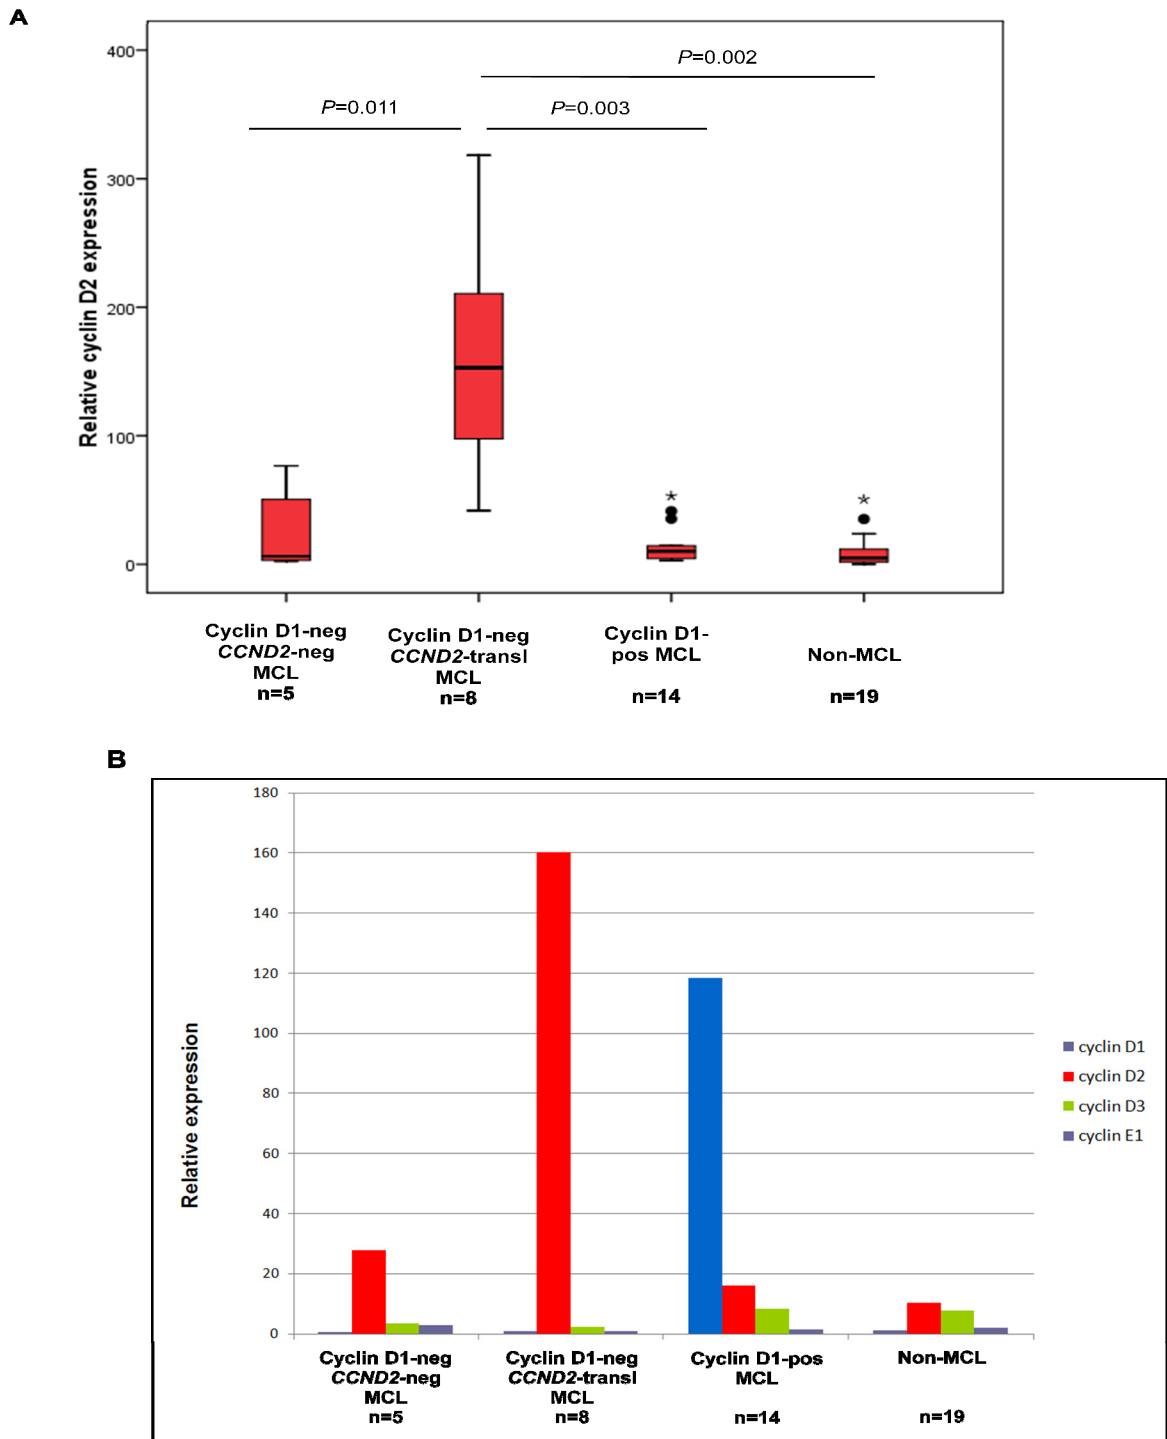 A
400
300
200
100
0
Relative cyclin D2 expression
P=0.002
P=0.011
P=0.003
*
*
Cyclin D1-neg
CCND2-neg
MCL
n=5
Cyclin D1-neg
CCND2-transl
MCL
n=8
Cyclin D1-
pos MCL
n=14
Non-MCL
n=19
B
180
160
140
120
100
80
60
40
20
0
Relative expression
cyclin D1
cyclin D2
cyclin D3
cyclin E1
Cyclin D1-neg
CCND2-neg
MCL
n=5
Cyclin D1-neg
CCND2-transl
MCL
n=8
Cyclin D1-pos
MCL
n=14
Non-MCL
n=19